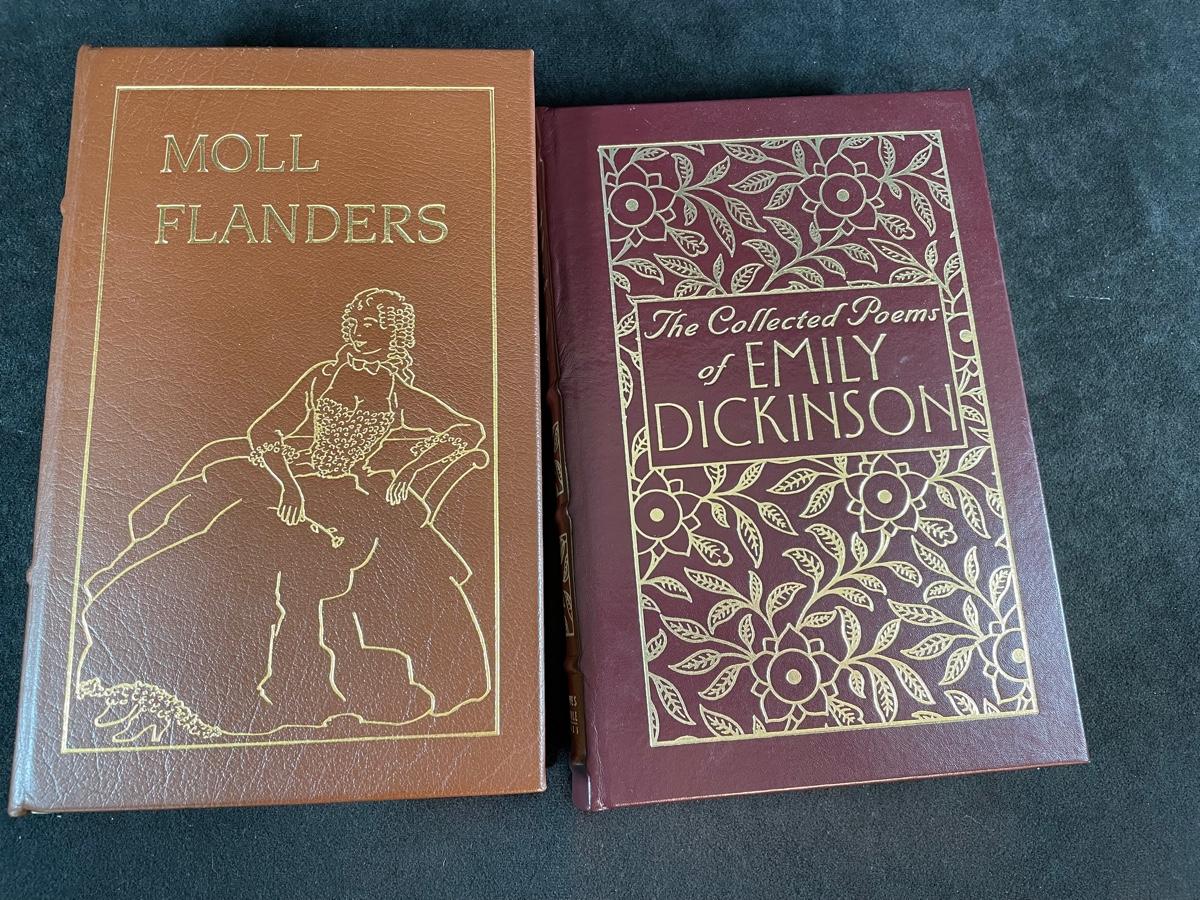 MOLL
FLANDERS
The Collected Poems
of EMILY
DICKINSON